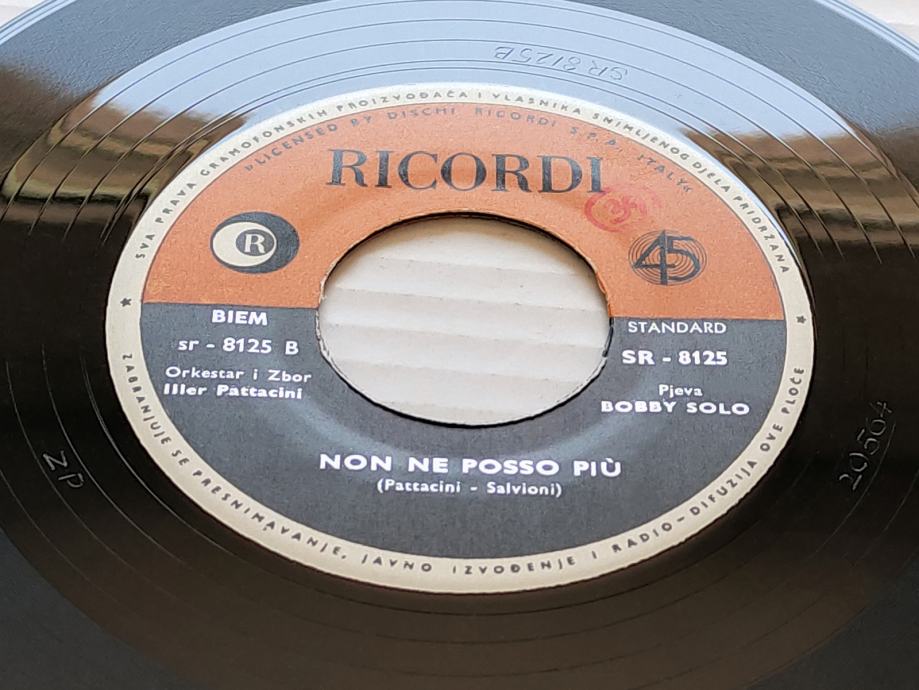 SR 8125B
SVA PRAVA GRAMOFONSKIH PROIZVOĐAČA I VLASNIKA SNIMLJENOG DJELA PRIDRŽANA
„LICENSED BY DISCHI RICORDI S.P.A. ITALY“
RICORDI
R
45
BIEM
STANDARD
sr - 8125 B
SR - 8125
Orkestar i Zbor
Iller Pattacini
Pjeva
BOBBY SOLO
NON NE POSSO PIÙ
(Pattacini - Salvioni)
ZABRANJUJE SE PRESNIMAVANJE, JAVNO IZVOĐENJE I RADIO-DIFUZIJA OVE PLOČE
ZP
20564